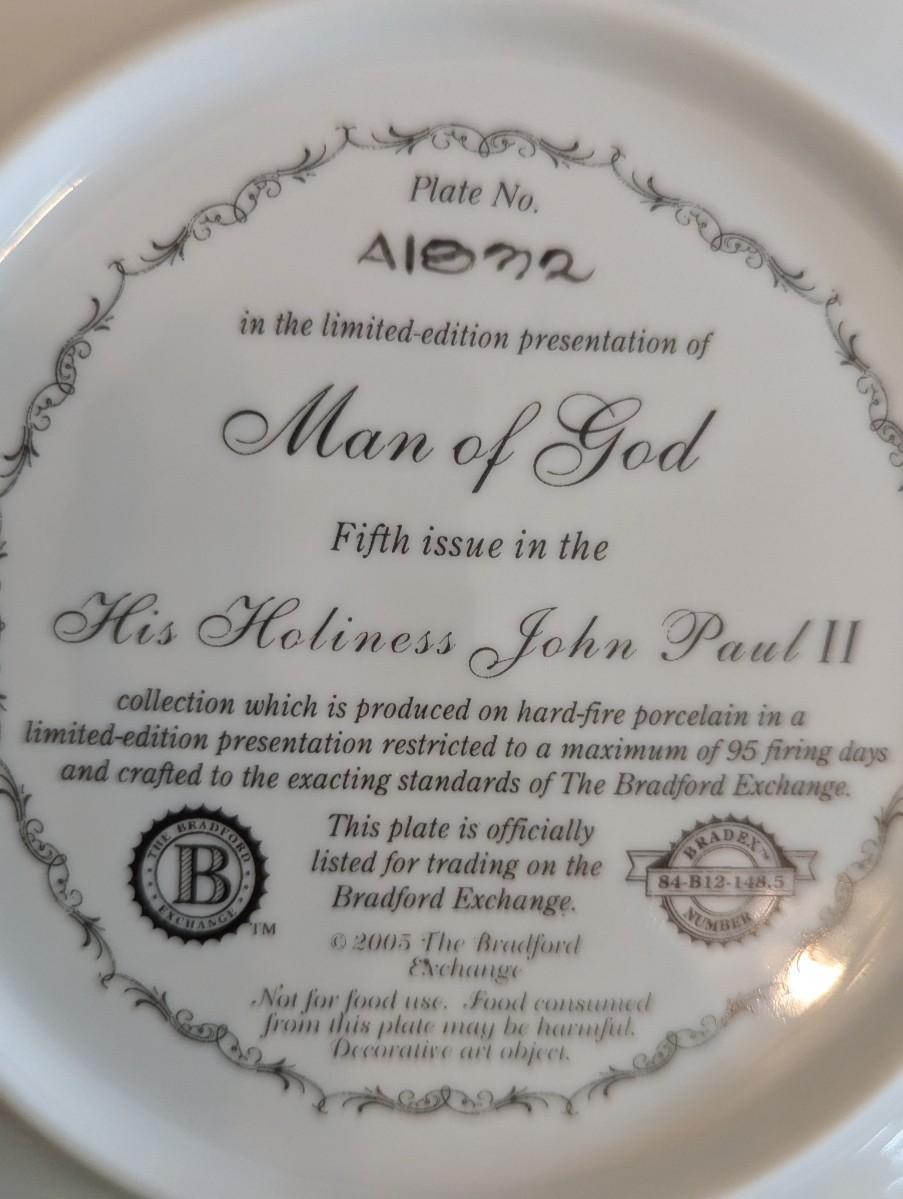 Plate No.
in the limited-edition presentation of
Man of God
Fifth issue in the
His Holiness John Paul II
collection which is produced on hard-fire porcelain in a
limited-edition presentation restricted to a maximum of 95 firing days
and crafted to the exacting standards of The Bradford Exchange.
THE BRADFORD
B
EXCHANGE
TM
This plate is officially
listed for trading on the
Bradford Exchange.
BRADEX™
84-B12-148.5
NUMBER
© 2005 The Bradford
Exchange
Not for food use. Food consumed
from this plate may be harmful.
Decorative art object.